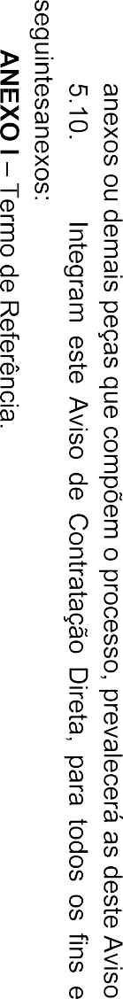 anexos ou demais peças que compõem o processo, prevalecerá as deste Aviso
5.10. Integram este Aviso de Contratação Direta, para todos os fins e
seguintesanexos:
ANEXO I – Termo de Referência.